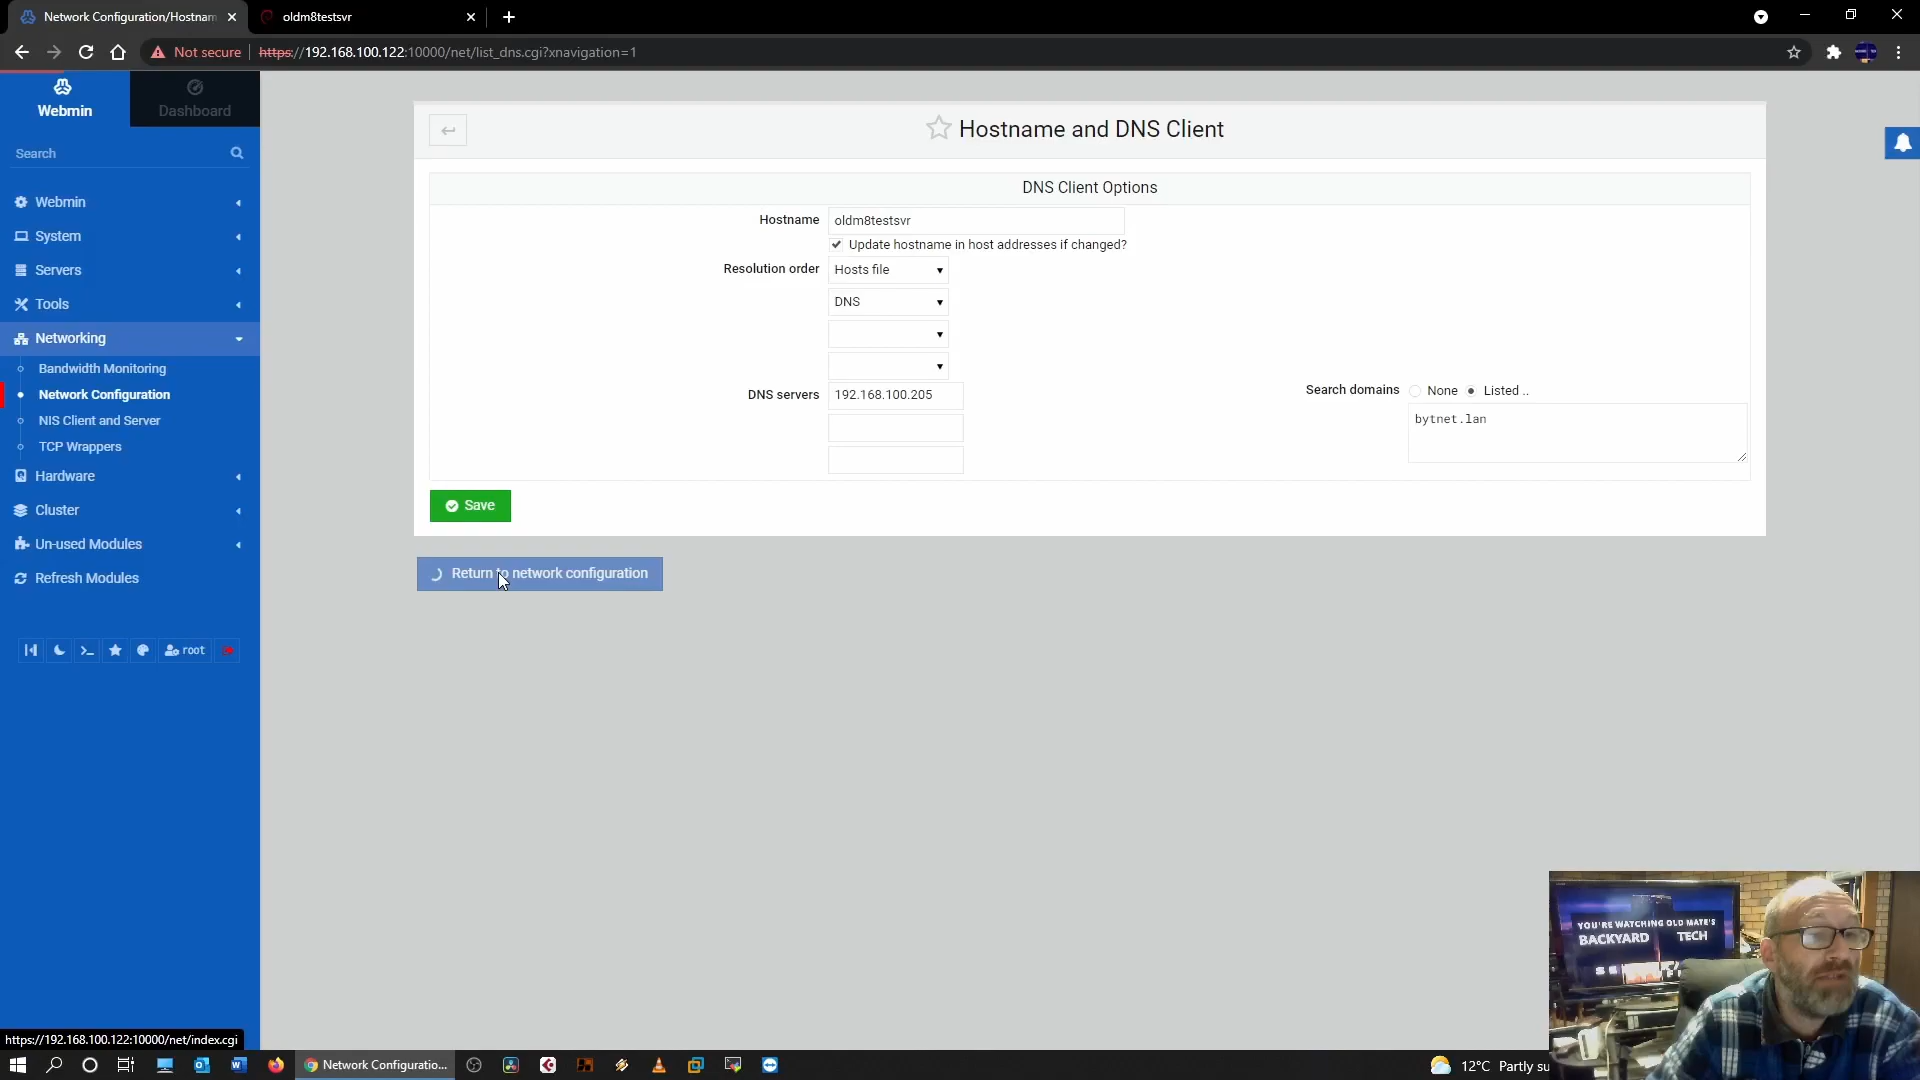 Network Configuration/Hostnam
oldm8testsvr
Not secure
https://192.168.100.122:10000/net/list_dns.cgi?xnavigation=1
Webmin
Dashboard
Search
Webmin
System
Servers
Tools
Networking
Bandwidth Monitoring
Network Configuration
NIS Client and Server
TCP Wrappers
Hardware
Cluster
Un-used Modules
Refresh Modules
root
Hostname and DNS Client
DNS Client Options
Hostname
oldm8testsvr
Update hostname in host addresses if changed?
Resolution order
Hosts file
DNS
DNS servers
192.168.100.205
Search domains
None
Listed ..
bytnet.lan
Save
Return to network configuration
YOU'RE WATCHING OLD MATE'S
BACKYARD TECH
https://192.168.100.122:10000/net/index.cgi
Network Configuratio...
12°C Partly su